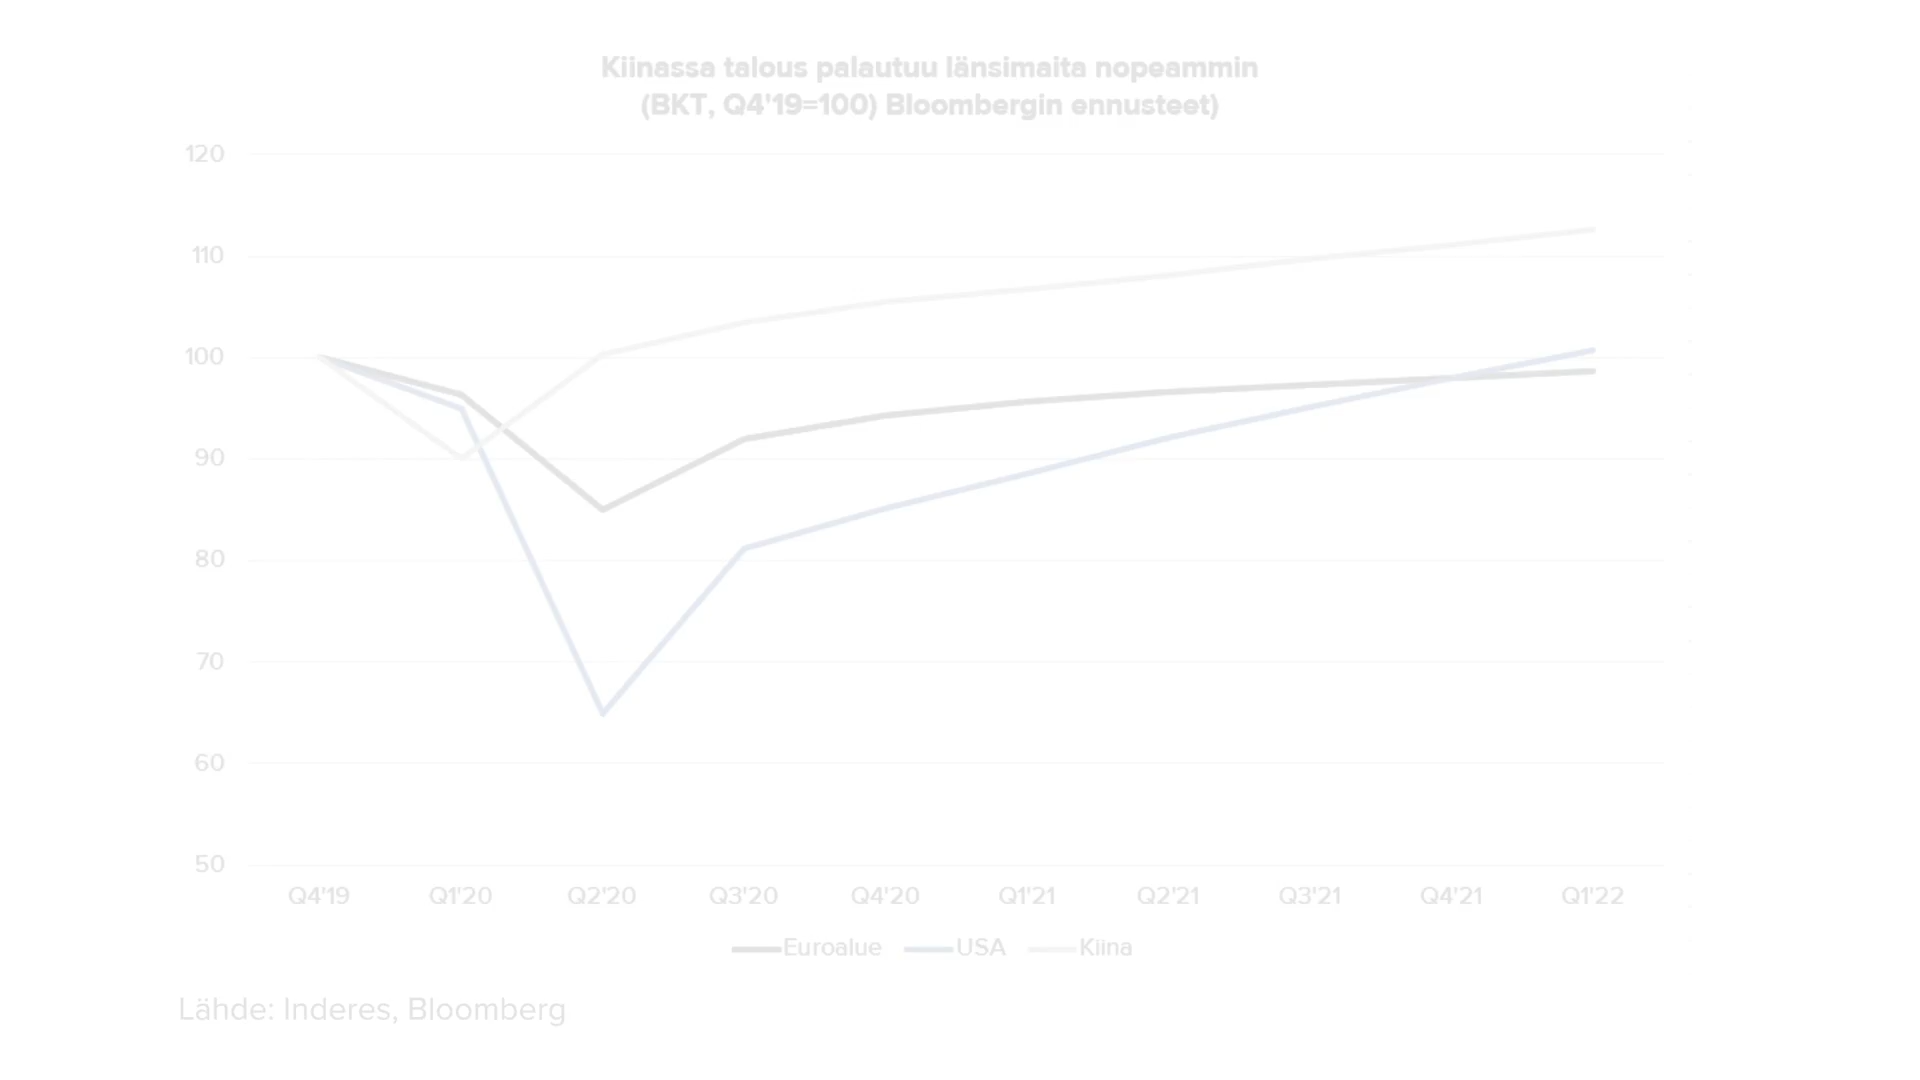 Kiinassa talous palautuu länsimaita nopeammin
(BKT, Q4'19=100) Bloombergin ennusteet)
120
110
100
90
80
70
60
50
Q4'19 Q1'20 Q2'20 Q3'20 Q4'20 Q1'21 Q2'21 Q3'21 Q4'21 Q1'22
Euroalue USA Kiina
Lähde: Inderes, Bloomberg